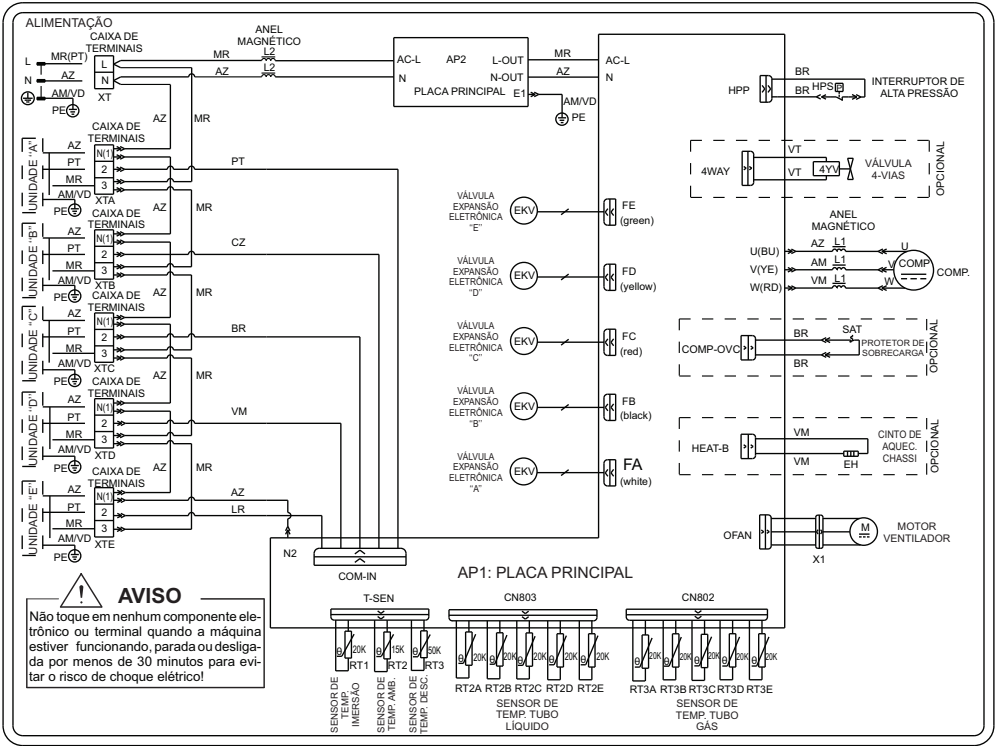 ALIMENTAÇÃO
CAIXA DE
TERMINAIS
L
MR(PT)
L
N
AZ
N
AM/VD
XT
PE
ANEL
MAGNÉTICO
MR
L2
AZ
L2
AC-L
AP2
L-OUT
N
N-OUT
PLACA PRINCIPAL
E1
MR
AZ
AM/VD
PE
AC-L
N
AZ
MR
UNIDADE "A"
AZ
PT
MR
AM/VD
PE
CAIXA DE
TERMINAIS
N(1)
2
3
XTA
PT
AZ
MR
UNIDADE "B"
AZ
PT
MR
AM/VD
PE
CAIXA DE
TERMINAIS
N(1)
2
3
XTB
CZ
AZ
MR
UNIDADE "C"
AZ
PT
MR
AM/VD
PE
CAIXA DE
TERMINAIS
N(1)
2
3
XTC
BR
AZ
MR
UNIDADE "D"
AZ
PT
MR
AM/VD
PE
CAIXA DE
TERMINAIS
N(1)
2
3
XTD
VM
AZ
MR
UNIDADE "E"
AZ
PT
MR
AM/VD
PE
CAIXA DE
TERMINAIS
N(1)
2
3
XTE
AZ
LR
N2
COM-IN
VÁLVULA
EXPANSÃO
ELETRÔNICA
"E"
EKV
FE
(green)
VÁLVULA
EXPANSÃO
ELETRÔNICA
"D"
EKV
FD
(yellow)
VÁLVULA
EXPANSÃO
ELETRÔNICA
"C"
EKV
FC
(red)
VÁLVULA
EXPANSÃO
ELETRÔNICA
"B"
EKV
FB
(black)
VÁLVULA
EXPANSÃO
ELETRÔNICA
"A"
EKV
FA
(white)
HPP
BR
BR
HPS
P
INTERRUPTOR DE
ALTA PRESSÃO
4WAY
VT
VT
4YV
VÁLVULA
4-VIAS
OPCIONAL
ANEL
MAGNÉTICO
U(BU)
AZ
L1
U
V(YE)
AM
L1
V
W(RD)
VM
L1
W
COMP
COMP.
COMP-OVC
BR
BR
SAT
PROTETOR DE
SOBRECARGA
OPCIONAL
HEAT-B
VM
VM
EH
CINTO DE
AQUEC.
CHASSI
OPCIONAL
OFAN
X1
M
MOTOR
VENTILADOR
AP1: PLACA PRINCIPAL
AVISO
Não toque em nenhum componente ele-
trônico ou terminal quando a máquina
estiver funcionando, parada ou desliga-
da por menos de 30 minutos para evi-
tar o risco de choque elétrico!
T-SEN
θ
20K
RT1
θ
15K
RT2
θ
50K
RT3
SENSOR DE
TEMP.
IMERSÃO
SENSOR DE
TEMP. AMB.
SENSOR DE
TEMP. DESC.
CN803
θ
20K
θ
20K
θ
20K
θ
20K
θ
20K
RT2A RT2B RT2C RT2D RT2E
SENSOR DE
TEMP. TUBO
LÍQUIDO
CN802
θ
20K
θ
20K
θ
20K
θ
20K
θ
20K
RT3A RT3B RT3C RT3D RT3E
SENSOR DE
TEMP. TUBO
GÁS